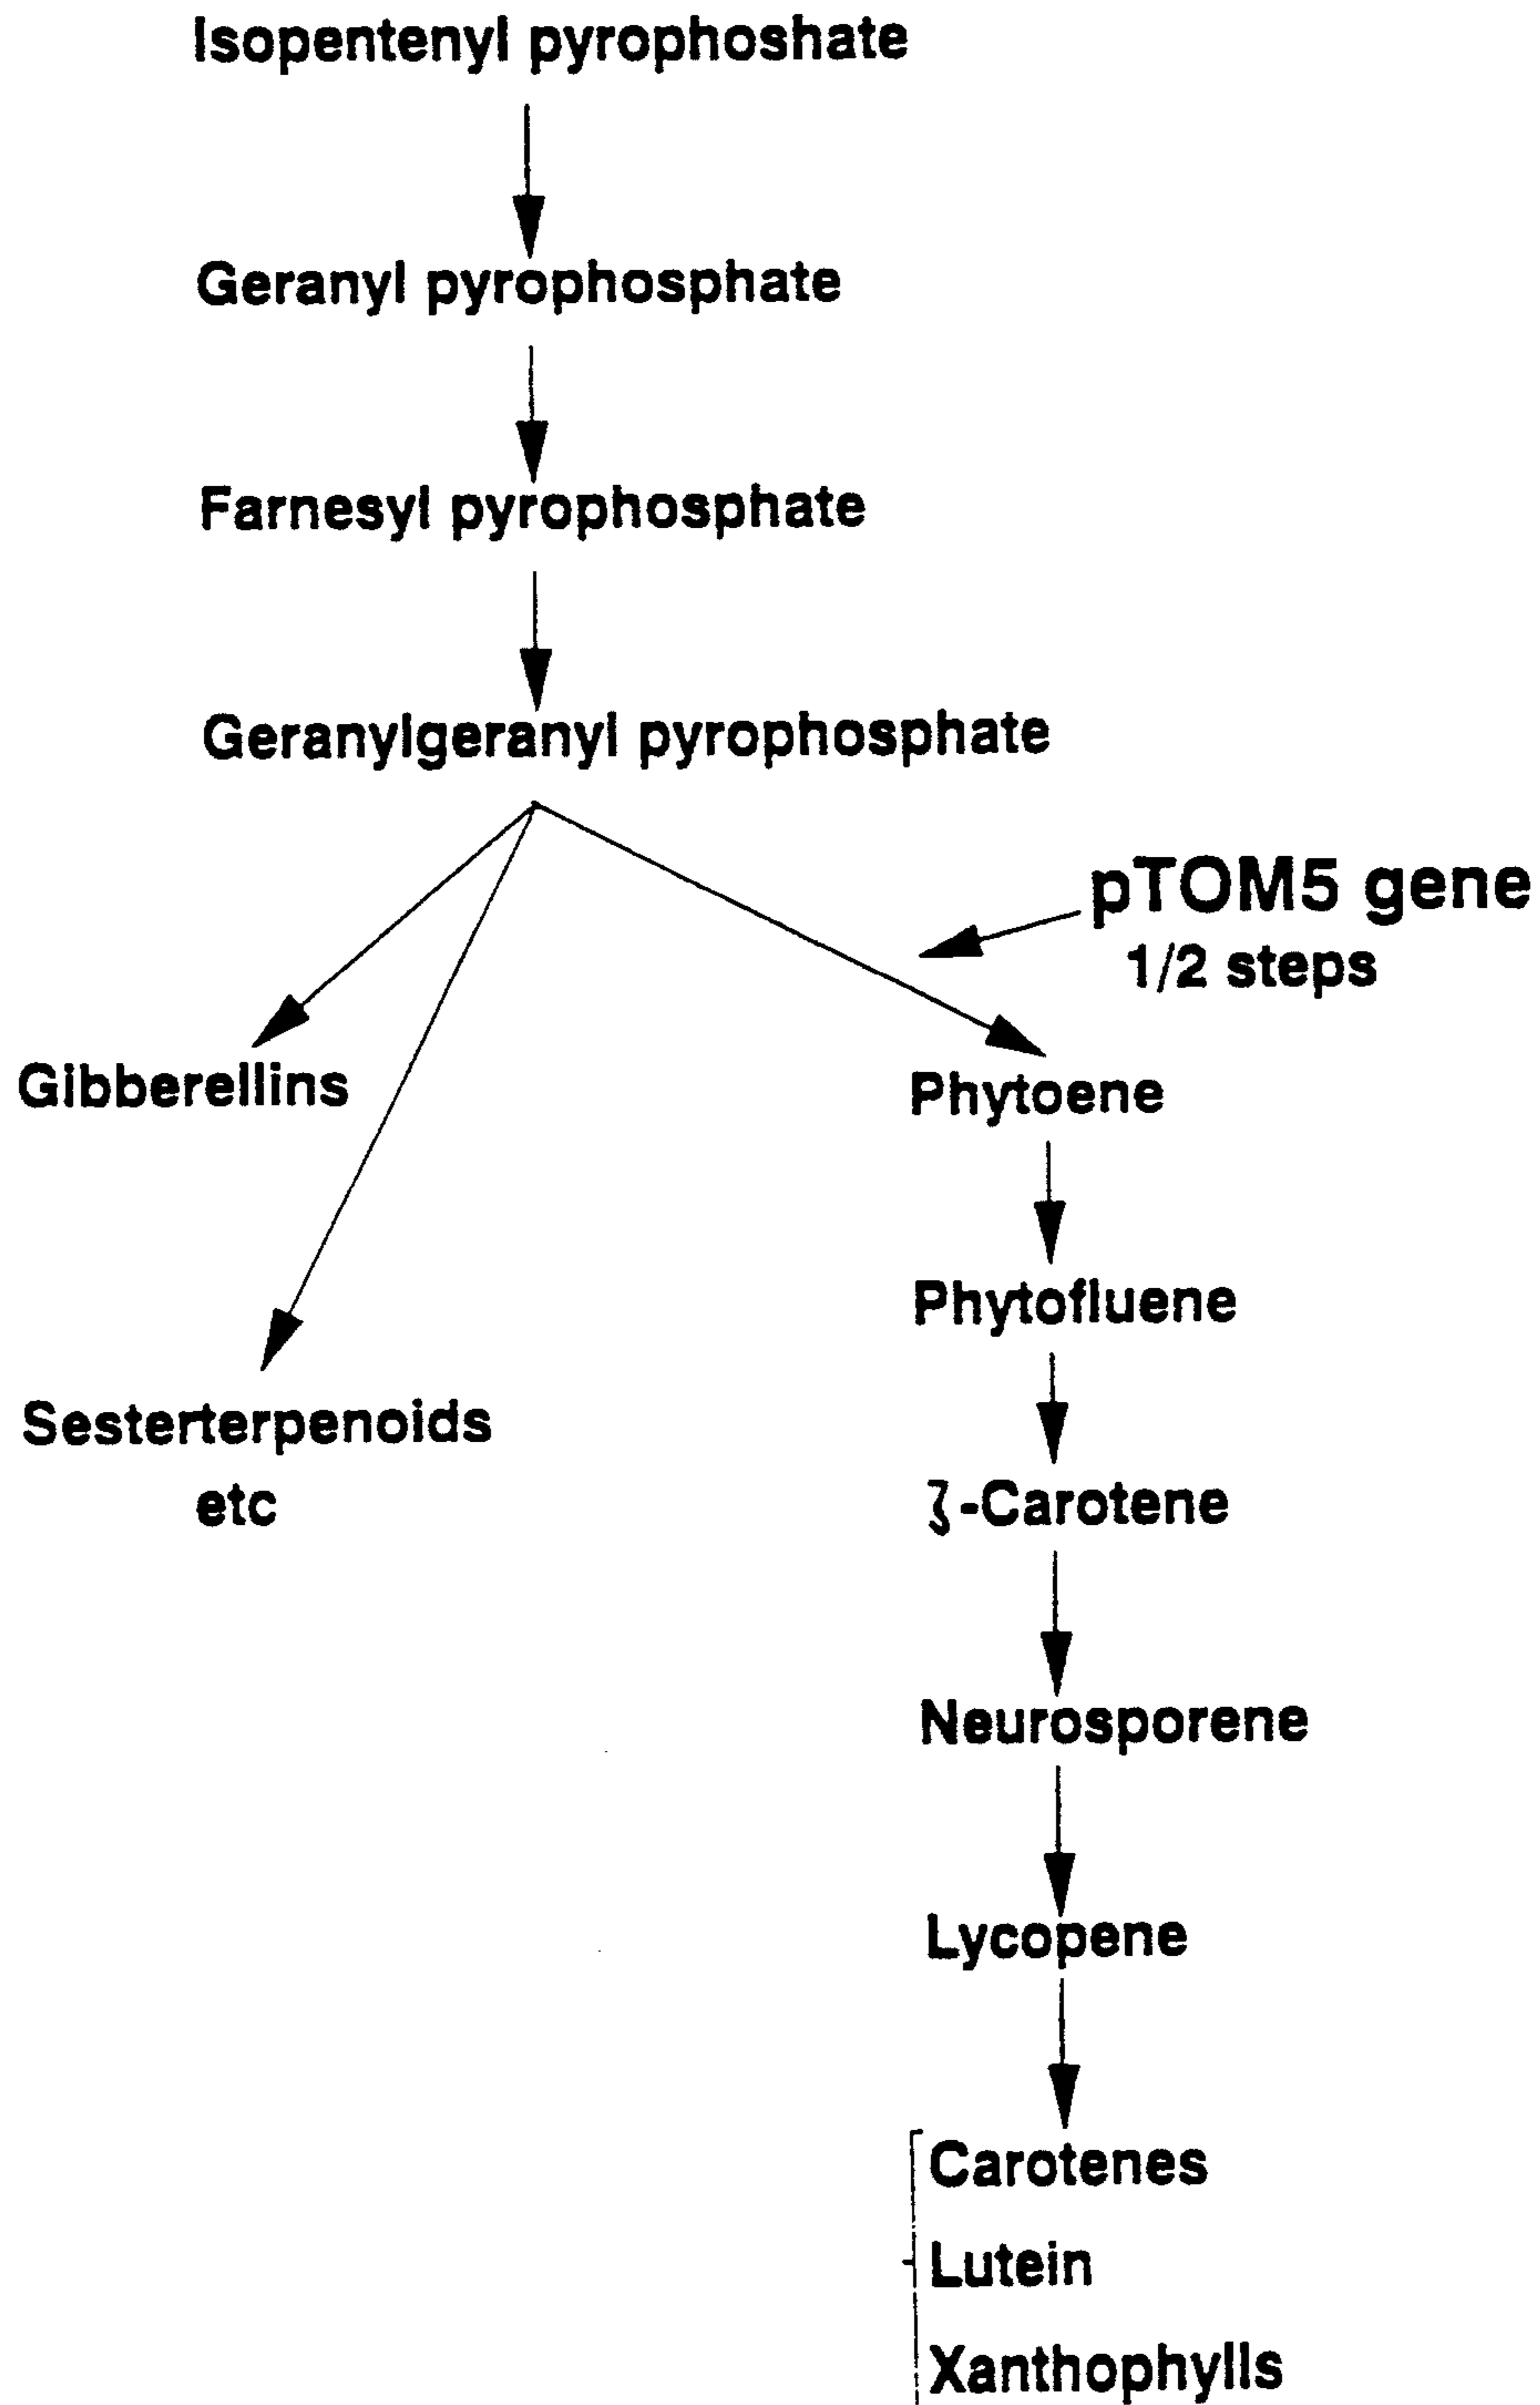 Isopentenyl pyrophoshate
Geranyl pyrophosphate
Farnesyl pyrophosphate
Geranylgeranyl pyrophosphate
pTOM5 gene
1/2 steps
Gibberellins
Phytoene
Phytofluene
Sesterterpenoids
etc
ζ-Carotene
Neurosporene
Lycopene
Carotenes
Lutein
Xanthophylls